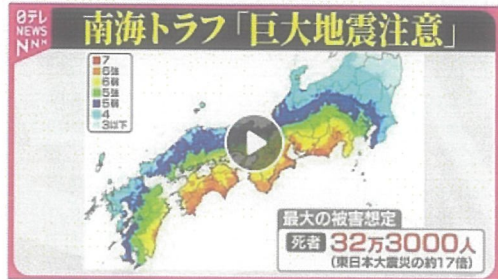 日テレ
NEWS
NNN
南海トラフ「巨大地震注意」
7
6強
6弱
5強
5弱
4
3以下
最大の被害想定
死者 32万3000人
(東日本大震災の約17倍)